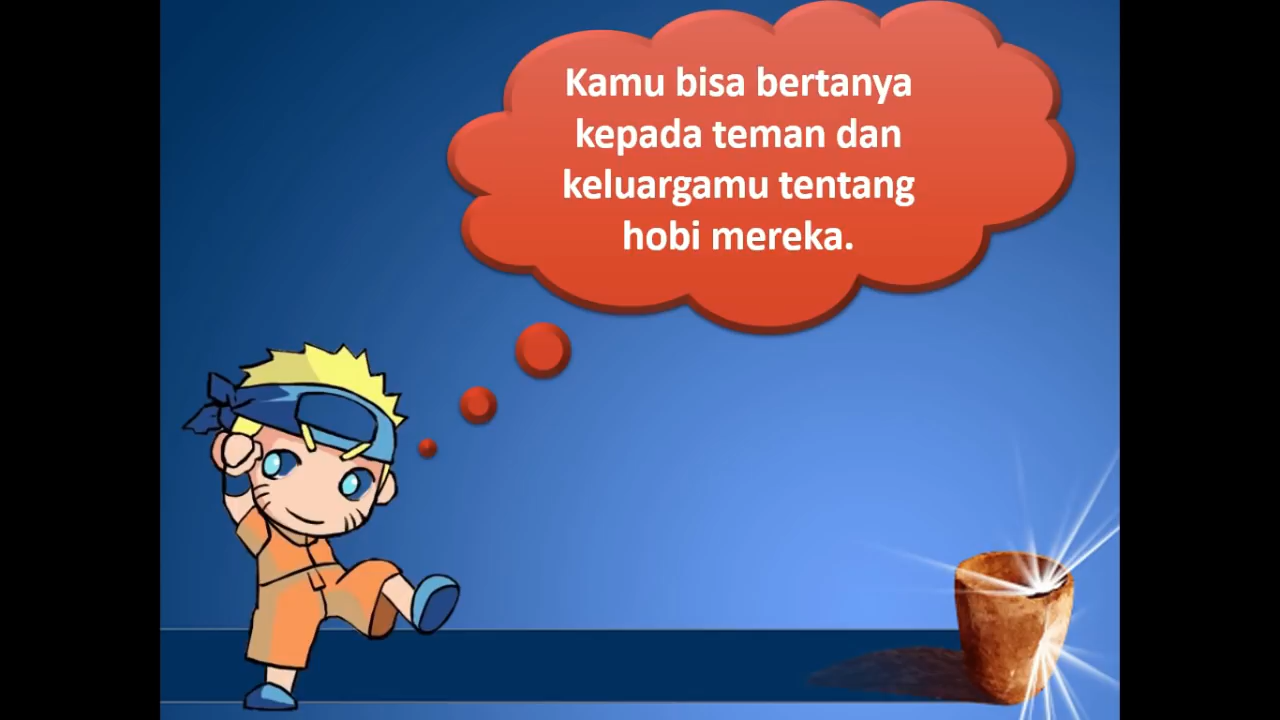 Kamu bisa bertanya
kepada teman dan
keluargamu tentang
hobi mereka.